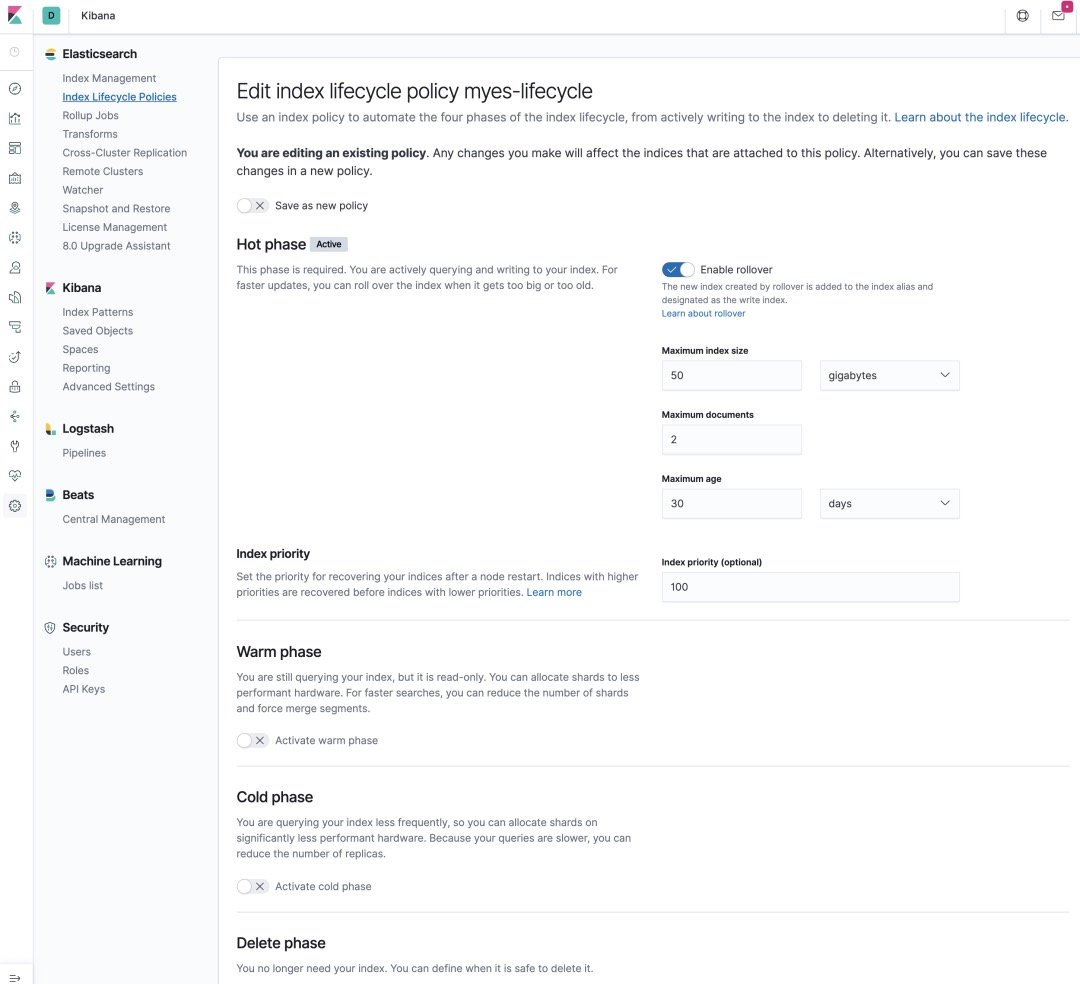 D
Kibana
Elasticsearch
Index Management
Index Lifecycle Policies
Rollup Jobs
Transforms
Cross-Cluster Replication
Remote Clusters
Watcher
Snapshot and Restore
License Management
8.0 Upgrade Assistant
Kibana
Index Patterns
Saved Objects
Spaces
Reporting
Advanced Settings
Logstash
Pipelines
Beats
Central Management
Machine Learning
Jobs list
Security
Users
Roles
API Keys
Edit index lifecycle policy myes-lifecycle
Use an index policy to automate the four phases of the index lifecycle, from actively writing to the index to deleting it. Learn about the index lifecycle.
You are editing an existing policy. Any changes you make will affect the indices that are attached to this policy. Alternatively, you can save these
changes in a new policy.
Save as new policy
Hot phase Active
This phase is required. You are actively querying and writing to your index. For
faster updates, you can roll over the index when it gets too big or too old.
Enable rollover
The new index created by rollover is added to the index alias and
designated as the write index.
Learn about rollover
Maximum index size
50 gigabytes
Maximum documents
2
Maximum age
30 days
Index priority
Set the priority for recovering your indices after a node restart. Indices with higher
priorities are recovered before indices with lower priorities. Learn more
Index priority (optional)
100
Warm phase
You are still querying your index, but it is read-only. You can allocate shards to less
performant hardware. For faster searches, you can reduce the number of shards
and force merge segments.
Activate warm phase
Cold phase
You are querying your index less frequently, so you can allocate shards on
significantly less performant hardware. Because your queries are slower, you can
reduce the number of replicas.
Activate cold phase
Delete phase
You no longer need your index. You can define when it is safe to delete it.